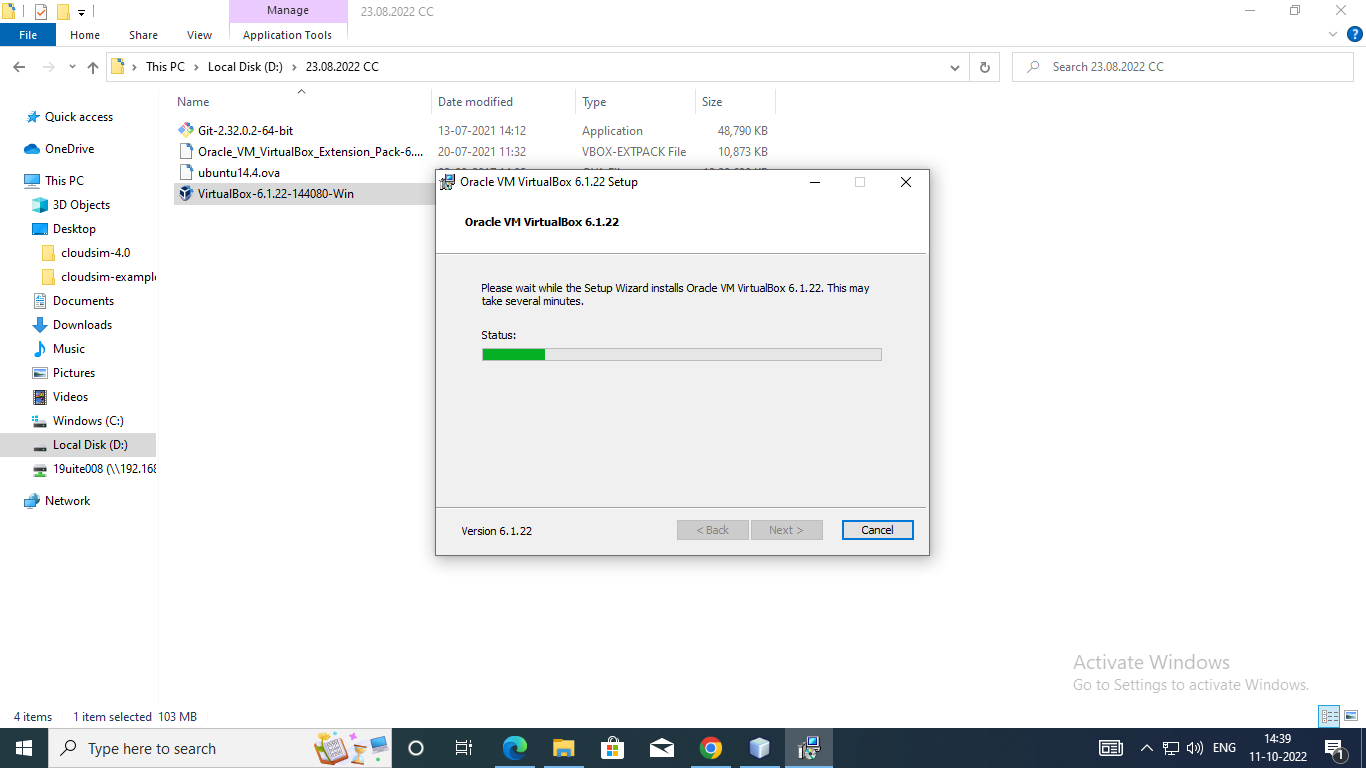 Manage
23.08.2022 CC
File Home Share View Application Tools
This PC Local Disk (D:) 23.08.2022 CC
Search 23.08.2022 CC
Name Date modified Type Size
Quick access
OneDrive
This PC
3D Objects
Desktop
cloudsim-4.0
cloudsim-example
Documents
Downloads
Music
Pictures
Videos
Windows (C:)
Local Disk (D:)
19uite008 (\\192.168
Network
Git-2.32.0.2-64-bit 13-07-2021 14:12 Application 48,790 KB
Oracle_VM_VirtualBox_Extension_Pack-6.... 20-07-2021 11:32 VBOX-EXTPACK File 10,873 KB
ubuntu14.4.ova
VirtualBox-6.1.22-144080-Win
Oracle VM VirtualBox 6.1.22 Setup
Oracle VM VirtualBox 6.1.22
Please wait while the Setup Wizard installs Oracle VM VirtualBox 6.1.22. This may
take several minutes.
Status:
Version 6.1.22
< Back Next > Cancel
Activate Windows
Go to Settings to activate Windows.
4 items 1 item selected 103 MB
Type here to search
ENG
14:39
11-10-2022
1